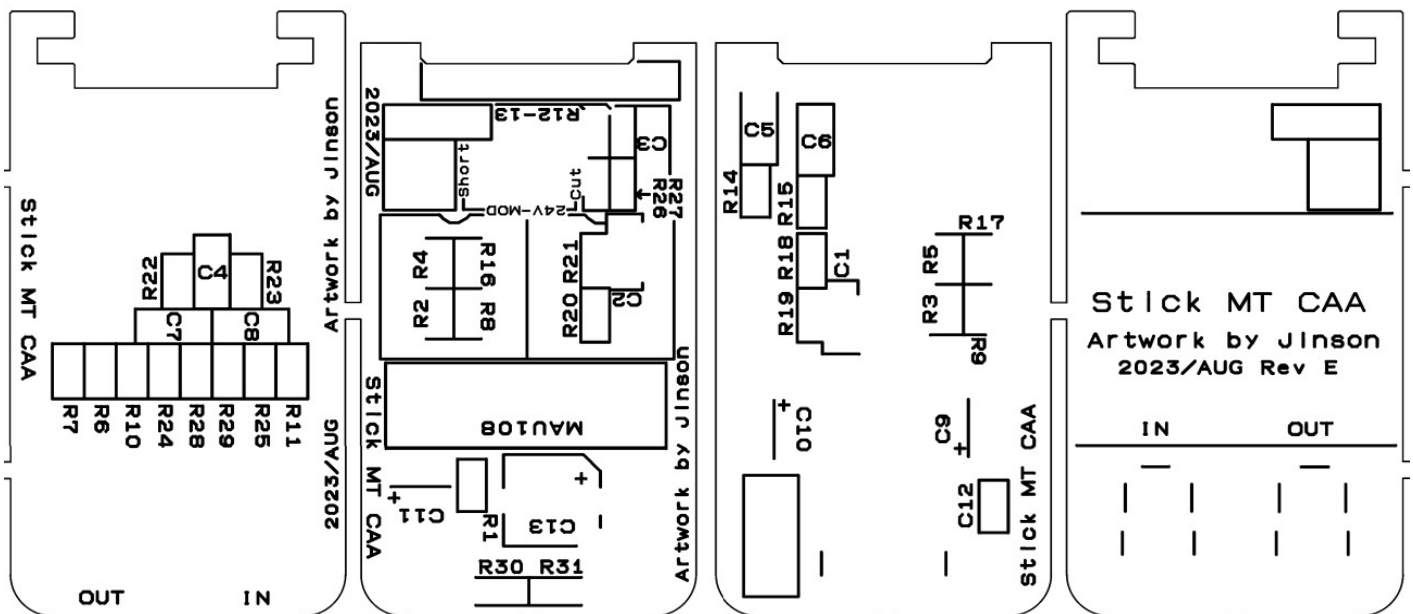 Stick MT CAA
Artwork by Jinson
2023/AUG
R22
C4
R23
C7
C8
R7
R6
R10
R24
R28
R29
R25
R11
OUT
IN
2023/AUG
R12-13
C3
Short
Cut
24V-MOD
R27
R26
R4
R16
R21
C2
R2
R8
R20
MAU108
Stick MT CAA
Artwork by Jinson
C11
R1
C13
R30
R31
C5
C6
R14
R15
R17
R18
C1
R5
R19
R3
R9
C10
C9
C12
Stick MT CAA
Stick MT CAA
Artwork by Jinson
2023/AUG Rev E
IN
OUT